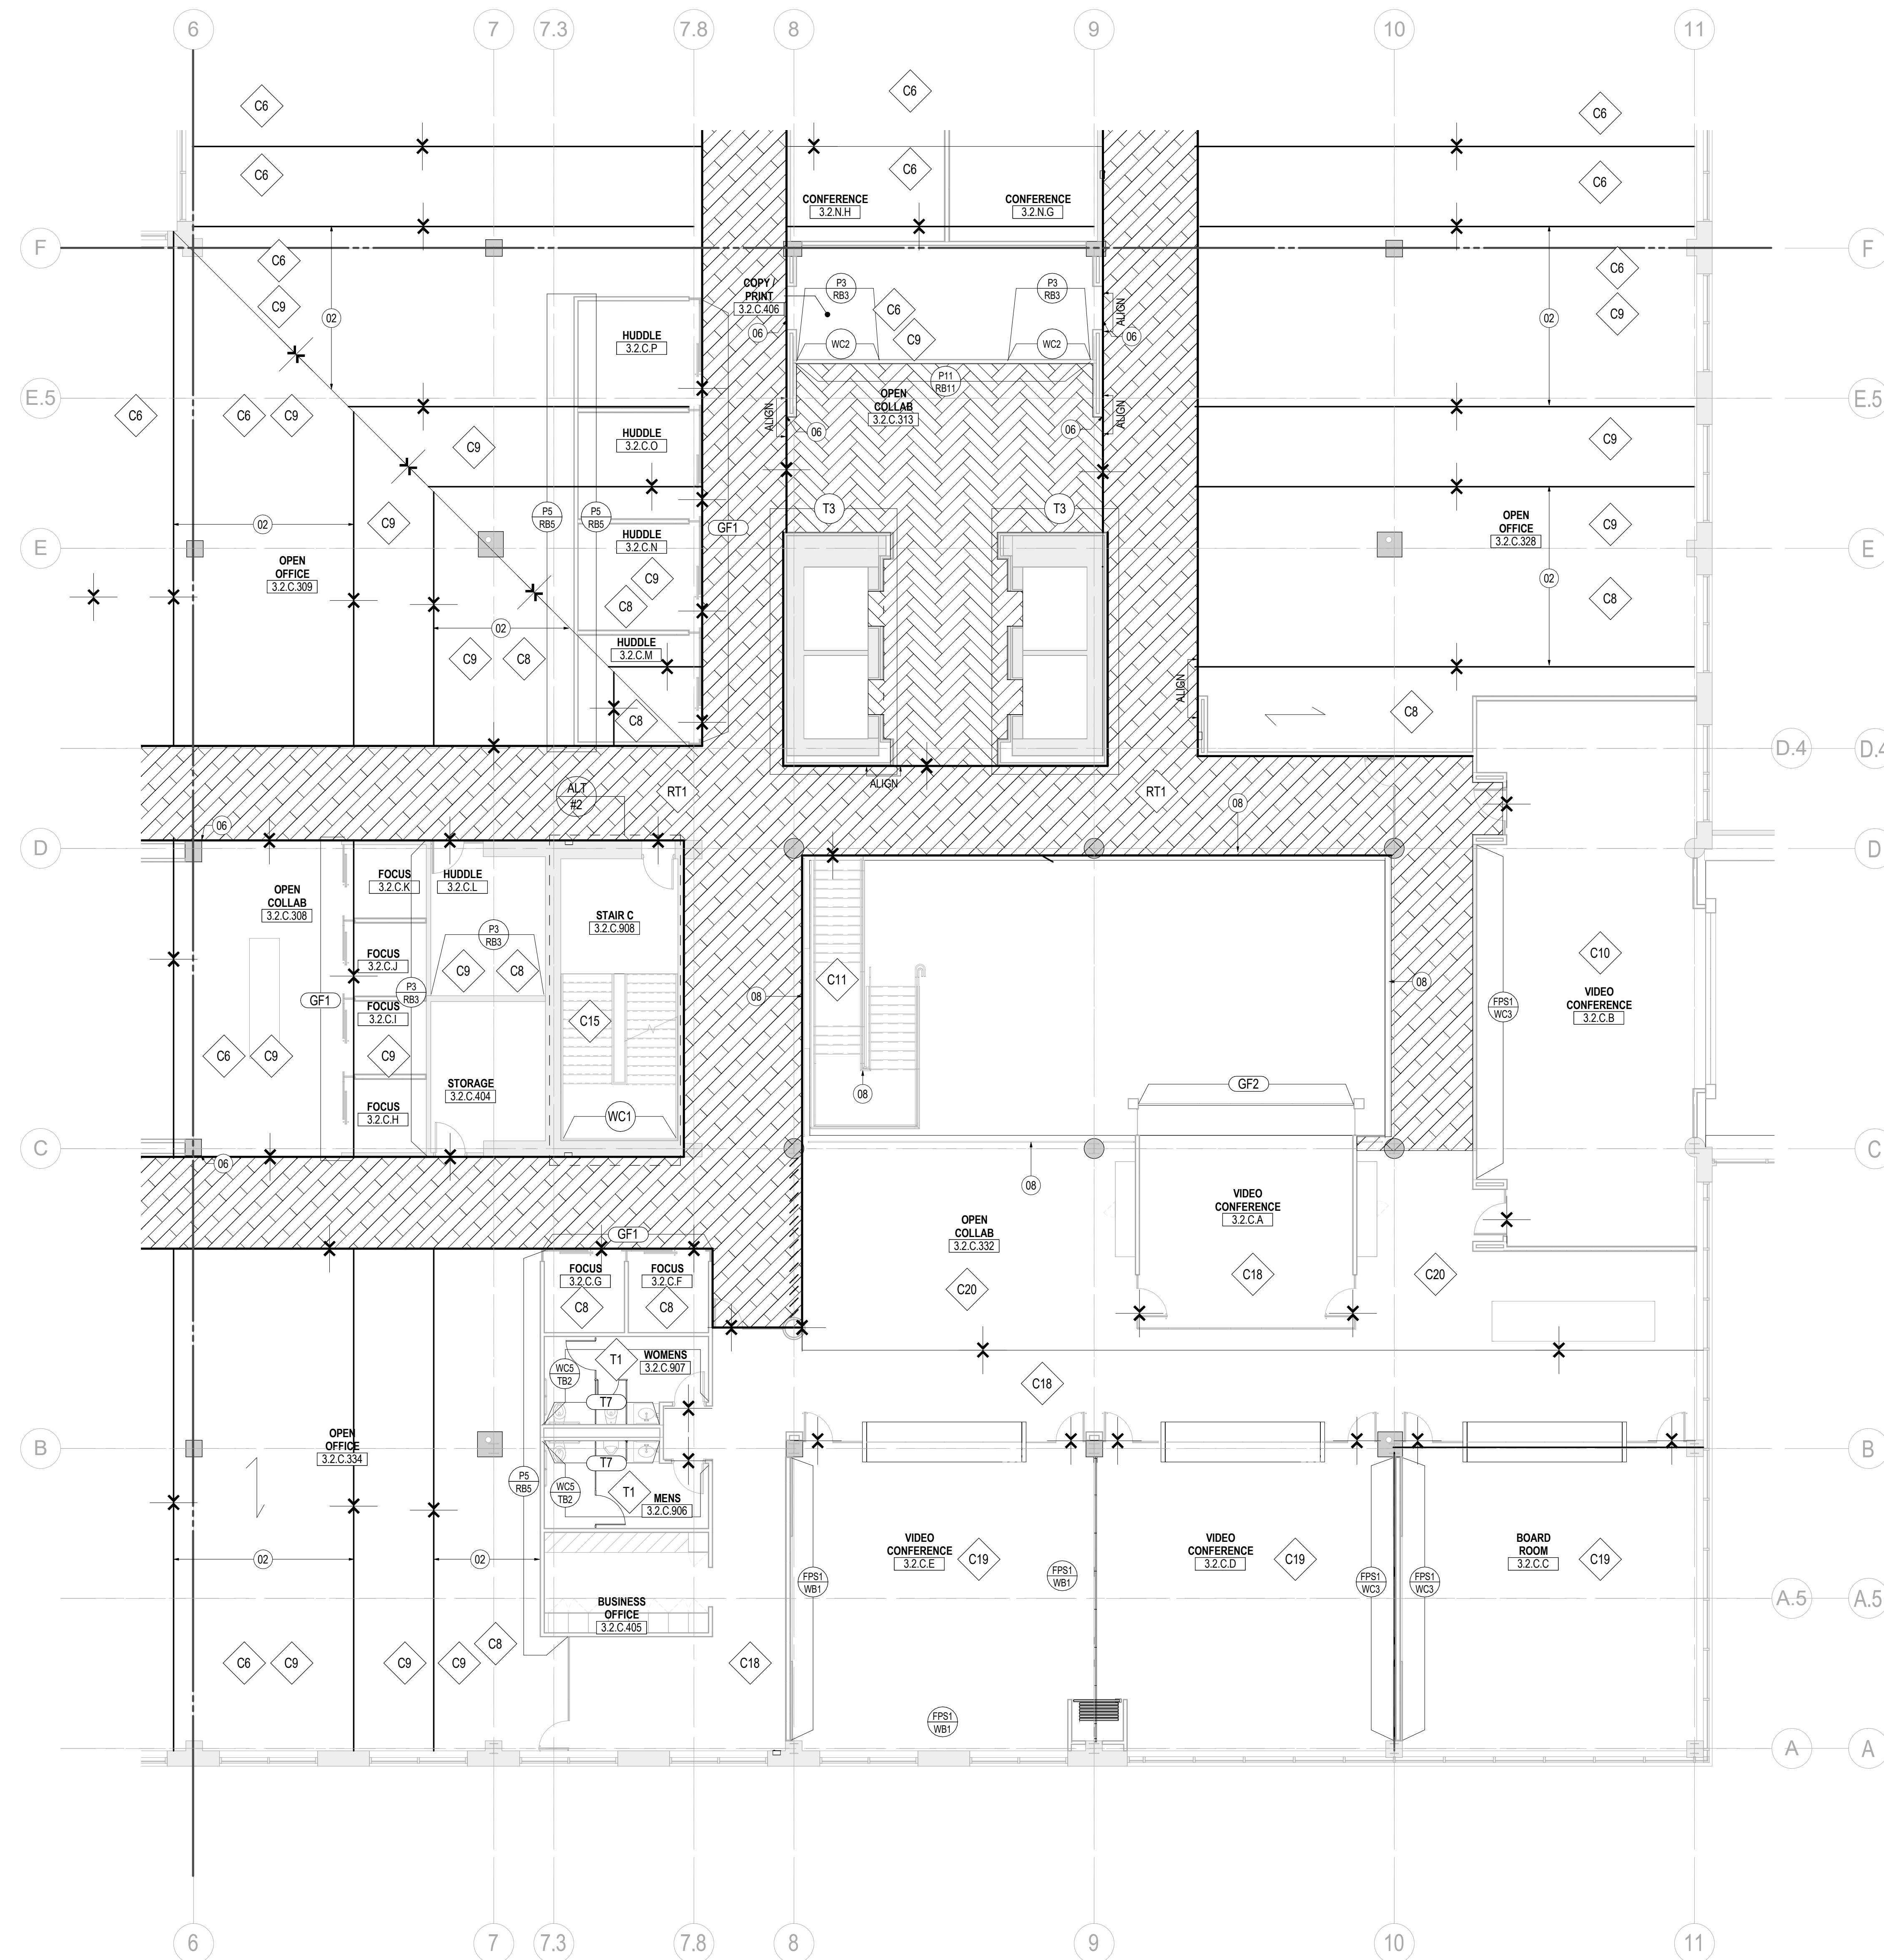 6 7 7.3 7.8 8 9 10 11
C6
C6
C6
C6
C6
C6
CONFERENCE
3.2.N.H
CONFERENCE
3.2.N.G
F
F
C6
C9
02
COPY /
PRINT
3.2.C.406
P3
RB3
P3
RB3
C6
C9
WC2
WC2
06
06
ALIGN
C6
C9
02
HUDDLE
3.2.C.P
P11
RB11
OPEN
COLLAB
3.2.C.313
E.5
E.5
C6
C6
C9
C9
HUDDLE
3.2.C.O
ALIGN
06
06
ALIGN
C9
02
C9
P5
RB5
P5
RB5
GF1
T3
T3
C9
OPEN
OFFICE
3.2.C.328
E
E
HUDDLE
3.2.C.N
OPEN
OFFICE
3.2.C.309
C9
C8
02
C8
02
C9
C8
HUDDLE
3.2.C.M
C8
ALIGN
C8
D.4
D.4
ALIGN
ALT
#2
RT1
RT1
08
06
D
D
OPEN
COLLAB
3.2.C.308
FOCUS
3.2.C.K
HUDDLE
3.2.C.L
STAIR C
3.2.C.908
P3
RB3
FOCUS
3.2.C.J
C9
C8
C11
C10
08
08
GF1
P3
RB3
FOCUS
3.2.C.I
C15
FPS1
WC3
VIDEO
CONFERENCE
3.2.C.B
C6
C9
C9
STORAGE
3.2.C.404
08
GF2
FOCUS
3.2.C.H
WC1
C
C
06
08
VIDEO
CONFERENCE
3.2.C.A
OPEN
COLLAB
3.2.C.332
GF1
FOCUS
3.2.C.G
FOCUS
3.2.C.F
C8
C8
C20
C18
C20
T1
WOMENS
3.2.C.907
WC5
TB2
T7
C18
B
B
OPEN
OFFICE
3.2.C.334
T7
P5
RB5
WC5
TB2
T1
MENS
3.2.C.906
02
02
VIDEO
CONFERENCE
3.2.C.E
C19
VIDEO
CONFERENCE
3.2.C.D
C19
BOARD
ROOM
3.2.C.C
C19
FPS1
WB1
FPS1
WB1
FPS1
WC3
FPS1
WC3
A.5
A.5
BUSINESS
OFFICE
3.2.C.405
C6
C9
C9
C9
C8
C18
FPS1
WB1
A
A
6 7 7.3 7.8 8 9 10 11